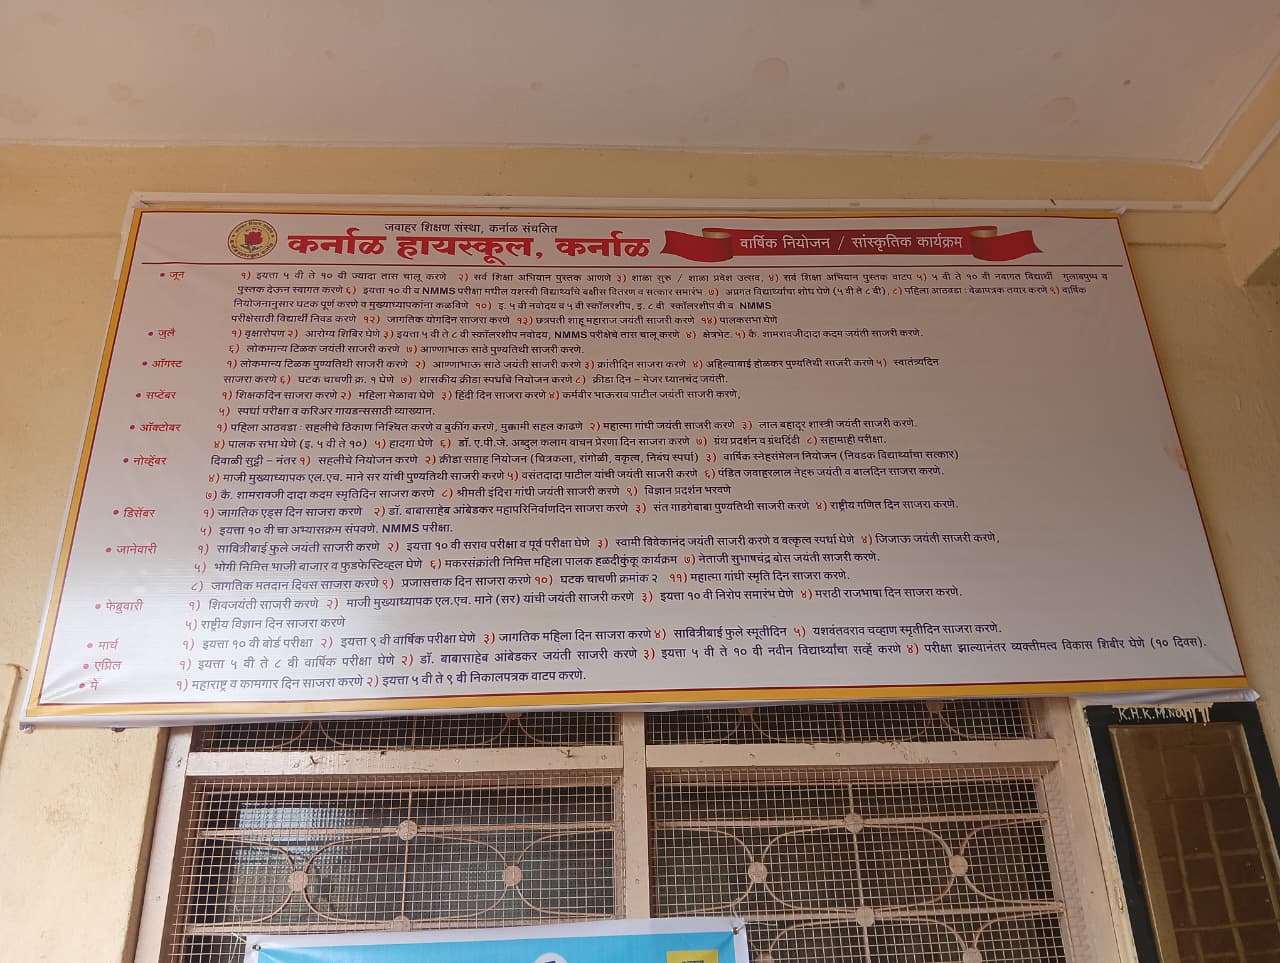 जवाहर शिक्षण संस्था, कर्नाळ संचलित
कर्नाळ हायस्कूल, कर्नाळ
वार्षिक नियोजन / सांस्कृतिक कार्यक्रम
• जून १) इयत्ता ५ वी ते १० वी ज्यादा तास चालू करणे २) सर्व शिक्षा अभियान पुस्तक आणणे ३) शाळा सुरू / शाळा प्रवेश उत्सव, ४) सर्व शिक्षा अभियान पुस्तक वाटप ५) ५ वी ते १० वी नवागत विद्यार्थी गुलाबपुष्प व
पुस्तक देऊन स्वागत करणे ६) इयत्ता १० वी व NMMS परीक्षा मधील यशस्वी विद्यार्थ्यांचे बक्षीस वितरण व सत्कार समारंभ ७) अप्रगत विद्यार्थ्यांचा शोध घेणे (५ वी ते ८ वी), ८) पहिला आठवडा : वेळापत्रक तयार करणे ९) वार्षिक
नियोजनानुसार घटक पूर्ण करणे व मुख्याध्यापकांना कळविणे १०) इ. ५ वी नवोदय व ५ वी स्कॉलरशीप, इ. ८ वी स्कॉलरशीप वी व NMMS
परीक्षेसाठी विद्यार्थी निवड करणे १२) जागतिक योगदिन साजरा करणे १३) छत्रपती शाहू महाराज जयंती साजरी करणे १४) पालकसभा घेणे
• जुलै १) वृक्षारोपण २) आरोग्य शिबिर घेणे ३) इयत्ता ५ वी ते ८ वी स्कॉलरशीप नवोदय, NMMS परीक्षेचे तास चालू करणे ४) क्षेत्रभेट. ५) कै. शामरावजीदादा कदम जयंती साजरी करणे.
६) लोकमान्य टिळक जयंती साजरी करणे ७) आण्णाभाऊ साठे पुण्यतिथी साजरी करणे.
• ऑगस्ट १) लोकमान्य टिळक पुण्यतिथी साजरी करणे २) आण्णाभाऊ साठे जयंती साजरी करणे ३) क्रांतीदिन साजरा करणे ४) अहिल्याबाई होळकर पुण्यतिथी साजरी करणे ५) स्वातंत्र्यदिन
साजरा करणे ६) घटक चाचणी क्र. १ घेणे ७) शासकीय क्रीडा स्पर्धांचे नियोजन करणे ८) क्रीडा दिन – मेजर ध्यानचंद जयंती.
• सप्टेंबर १) शिक्षकदिन साजरा करणे २) महिला मेळावा घेणे ३) हिंदी दिन साजरा करणे ४) कर्मवीर भाऊराव पाटील जयंती साजरी करणे,
५) स्पर्धा परीक्षा व करिअर गायडन्ससाठी व्याख्यान.
• ऑक्टोबर १) पहिला आठवडा : सहलीचे ठिकाण निश्चित करणे व बुकींग करणे, मुक्कामी सहल काढणे २) महात्मा गांधी जयंती साजरी करणे ३) लाल बहादूर शास्त्री जयंती साजरी करणे.
४) पालक सभा घेणे (इ. ५ वी ते १०) ५) हादगा घेणे ६) डॉ. ए.पी.जे. अब्दुल कलाम वाचन प्रेरणा दिन साजरा करणे ७) ग्रंथ प्रदर्शन व ग्रंथदिंडी ८) सहामाही परीक्षा.
• नोव्हेंबर दिवाळी सुट्टी – नंतर १) सहलीचे नियोजन करणे २) क्रीडा सप्ताह नियोजन (चित्रकला, रांगोळी, वकृत्व, निबंध स्पर्धा) ३) वार्षिक स्नेहसंमेलन नियोजन (निवडक विद्यार्थ्यांचा सत्कार)
४) माजी मुख्याध्यापक एल.एच. माने सर यांची पुण्यतिथी साजरी करणे ५) वसंतदादा पाटील यांची जयंती साजरी करणे ६) पंडित जवाहरलाल नेहरु जयंती व बालदिन साजरा करणे.
७) कै. शामरावजी दादा कदम स्मृतिदिन साजरा करणे ८) श्रीमती इंदिरा गांधी जयंती साजरी करणे ९) विज्ञान प्रदर्शन भरवणे
• डिसेंबर १) जागतिक एड्स दिन साजरा करणे २) डॉ. बाबासाहेब आंबेडकर महापरिनिर्वाणदिन साजरा करणे ३) संत गाडगेबाबा पुण्यतिथी साजरी करणे ४) राष्ट्रीय गणित दिन साजरा करणे.
५) इयत्ता १० वी चा अभ्यासक्रम संपवणे. NMMS परीक्षा.
• जानेवारी १) सावित्रीबाई फुले जयंती साजरी करणे २) इयत्ता १० वी सराव परीक्षा व पूर्व परीक्षा घेणे ३) स्वामी विवेकानंद जयंती साजरी करणे व वत्कृत्व स्पर्धा घेणे ४) जिजाऊ जयंती साजरी करणे,
५) भोगी निमित्त भाजी बाजार व फुडफेस्टिव्हल घेणे ६) मकरसंक्रांती निमित्त महिला पालक हळदीकुंकू कार्यक्रम ७) नेताजी सुभाषचंद्र बोस जयंती साजरी करणे.
८) जागतिक मतदान दिवस साजरा करणे ९) प्रजासत्ताक दिन साजरा करणे १०) घटक चाचणी क्रमांक २ ११) महात्मा गांधी स्मृति दिन साजरा करणे.
• फेब्रुवारी १) शिवजयंती साजरी करणे २) माजी मुख्याध्यापक एल.एच. माने (सर) यांची जयंती साजरी करणे ३) इयत्ता १० वी निरोप समारंभ घेणे ४) मराठी राजभाषा दिन साजरा करणे.
५) राष्ट्रीय विज्ञान दिन साजरा करणे
• मार्च १) इयत्ता १० वी बोर्ड परीक्षा २) इयत्ता ९ वी वार्षिक परीक्षा घेणे ३) जागतिक महिला दिन साजरा करणे ४) सावित्रीबाई फुले स्मृतीदिन ५) यशवंतवराव चव्हाण स्मृतीदिन साजरा करणे.
• एप्रिल १) इयत्ता ५ वी ते ८ वी वार्षिक परीक्षा घेणे २) डॉ. बाबासाहेब आंबेडकर जयंती साजरी करणे ३) इयत्ता ५ वी ते १० वी नवीन विद्यार्थ्यांचा सर्व्हे करणे ४) परीक्षा झाल्यानंतर व्यक्तीमत्व विकास शिबीर घेणे (१० दिवस).
• मे १) महाराष्ट्र व कामगार दिन साजरा करणे २) इयत्ता ५ वी ते ९ वी निकालपत्रक वाटप करणे.
K.H.K.M.No